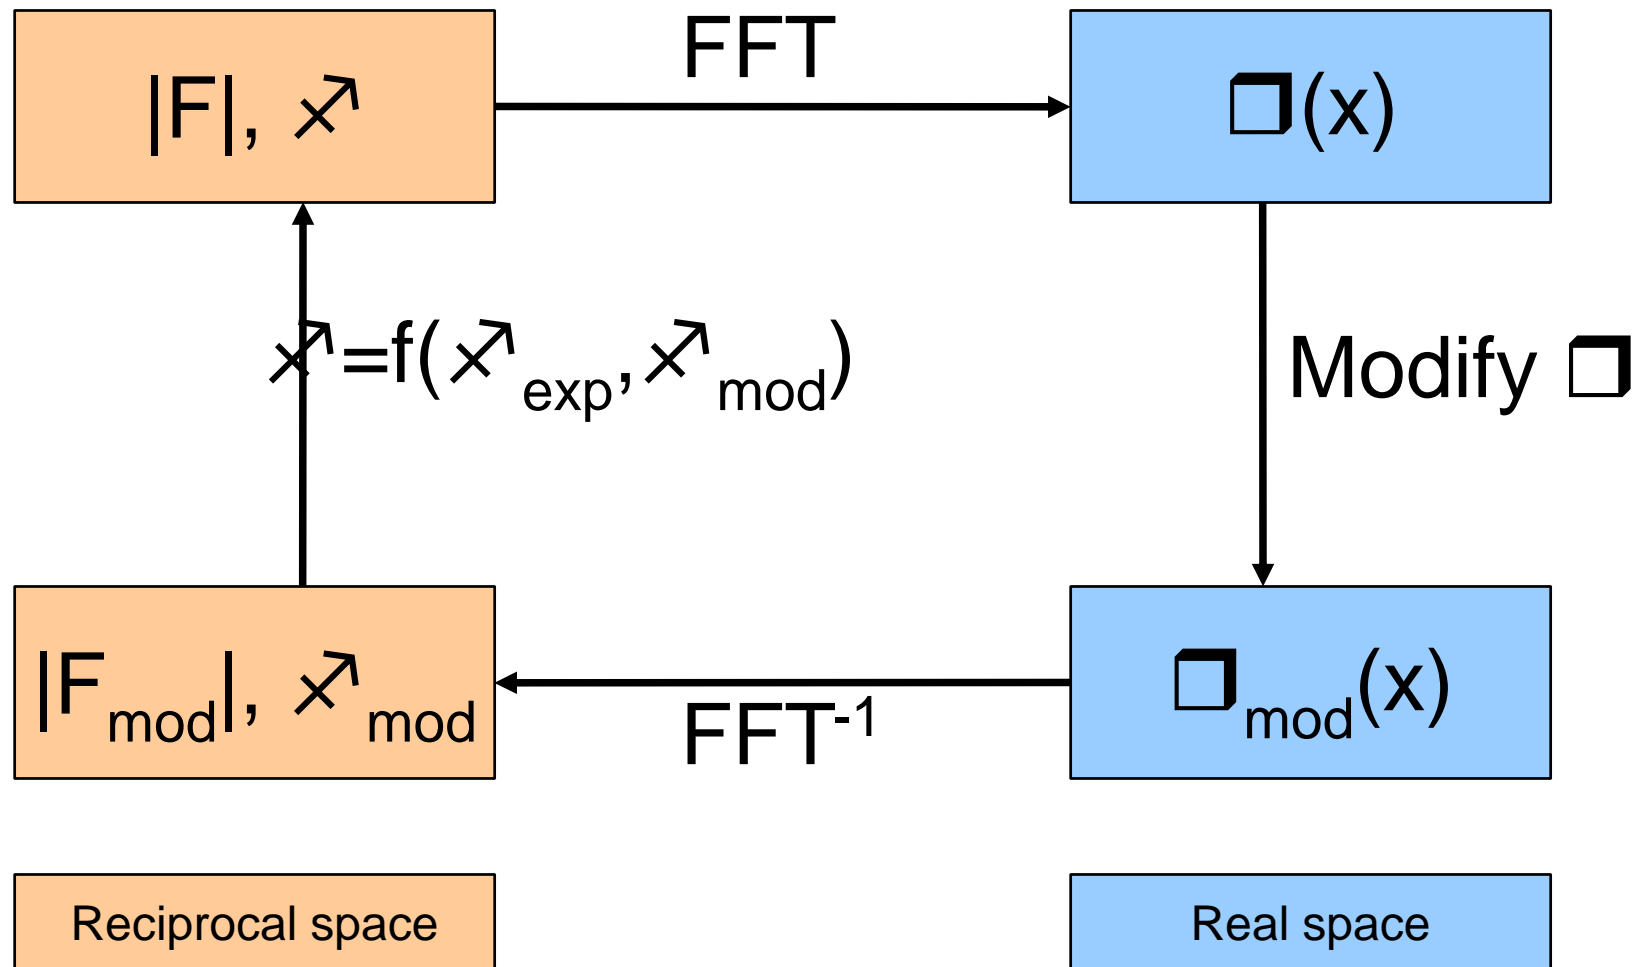 FFT
|F|, ♐
❒(x)
♐=f(♐exp,♐mod)
Modify ❒
|Fmod|, ♐mod
FFT-1
❒mod(x)
Reciprocal space
Real space